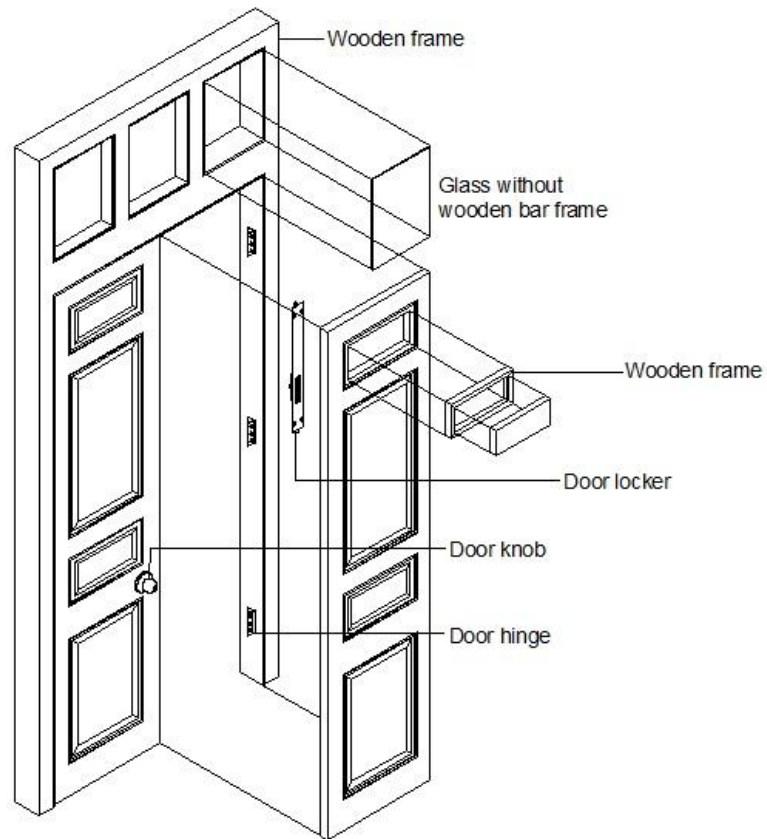 Wooden frame
Glass without
wooden bar frame
Wooden frame
Door locker
Door knob
Door hinge